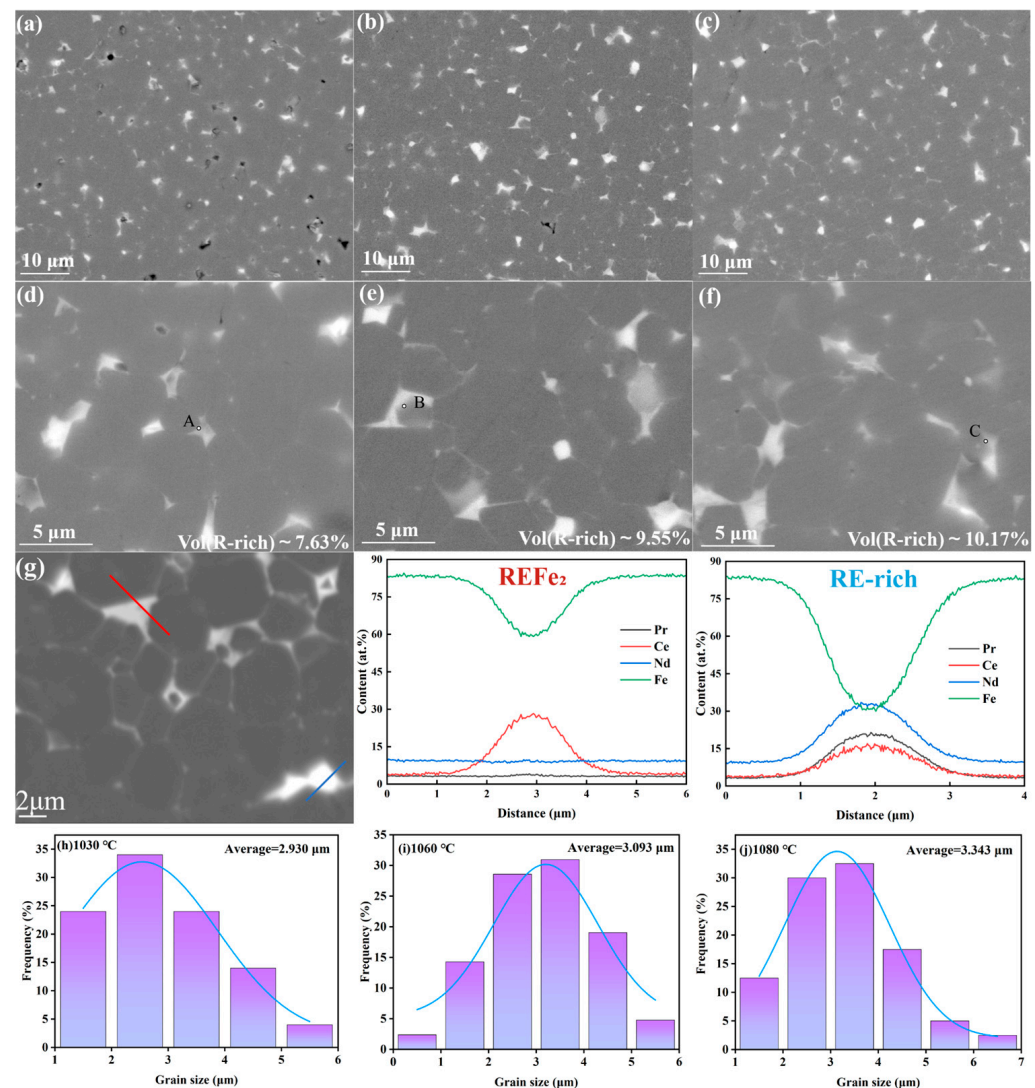 (a)
(b)
(c)
10 μm
10 μm
10 μm
(d)
(e)
(f)
A
B
C
5 μm
Vol(R-rich) ~ 7.63%
5 μm
Vol(R-rich) ~ 9.55%
5 μm
Vol(R-rich) ~ 10.17%
(g)
2μm
REFe₂
90
75
60
45
30
15
0
Content (at.%)
Pr
Ce
Nd
Fe
0 1 2 3 4 5 6
Distance (μm)
RE-rich
90
75
60
45
30
15
0
Content (at.%)
Pr
Ce
Nd
Fe
0 1 2 3 4
Distance (μm)
(h)1030 ℃
Average=2.930 μm
35
30
25
20
15
10
5
0
Frequency (%)
1 2 3 4 5 6
Grain size (μm)
(i)1060 ℃
Average=3.093 μm
35
30
25
20
15
10
5
0
Frequency (%)
0 1 2 3 4 5 6
Grain size (μm)
(j)1080 ℃
Average=3.343 μm
35
30
25
20
15
10
5
0
Frequency (%)
1 2 3 4 5 6 7
Grain size (μm)